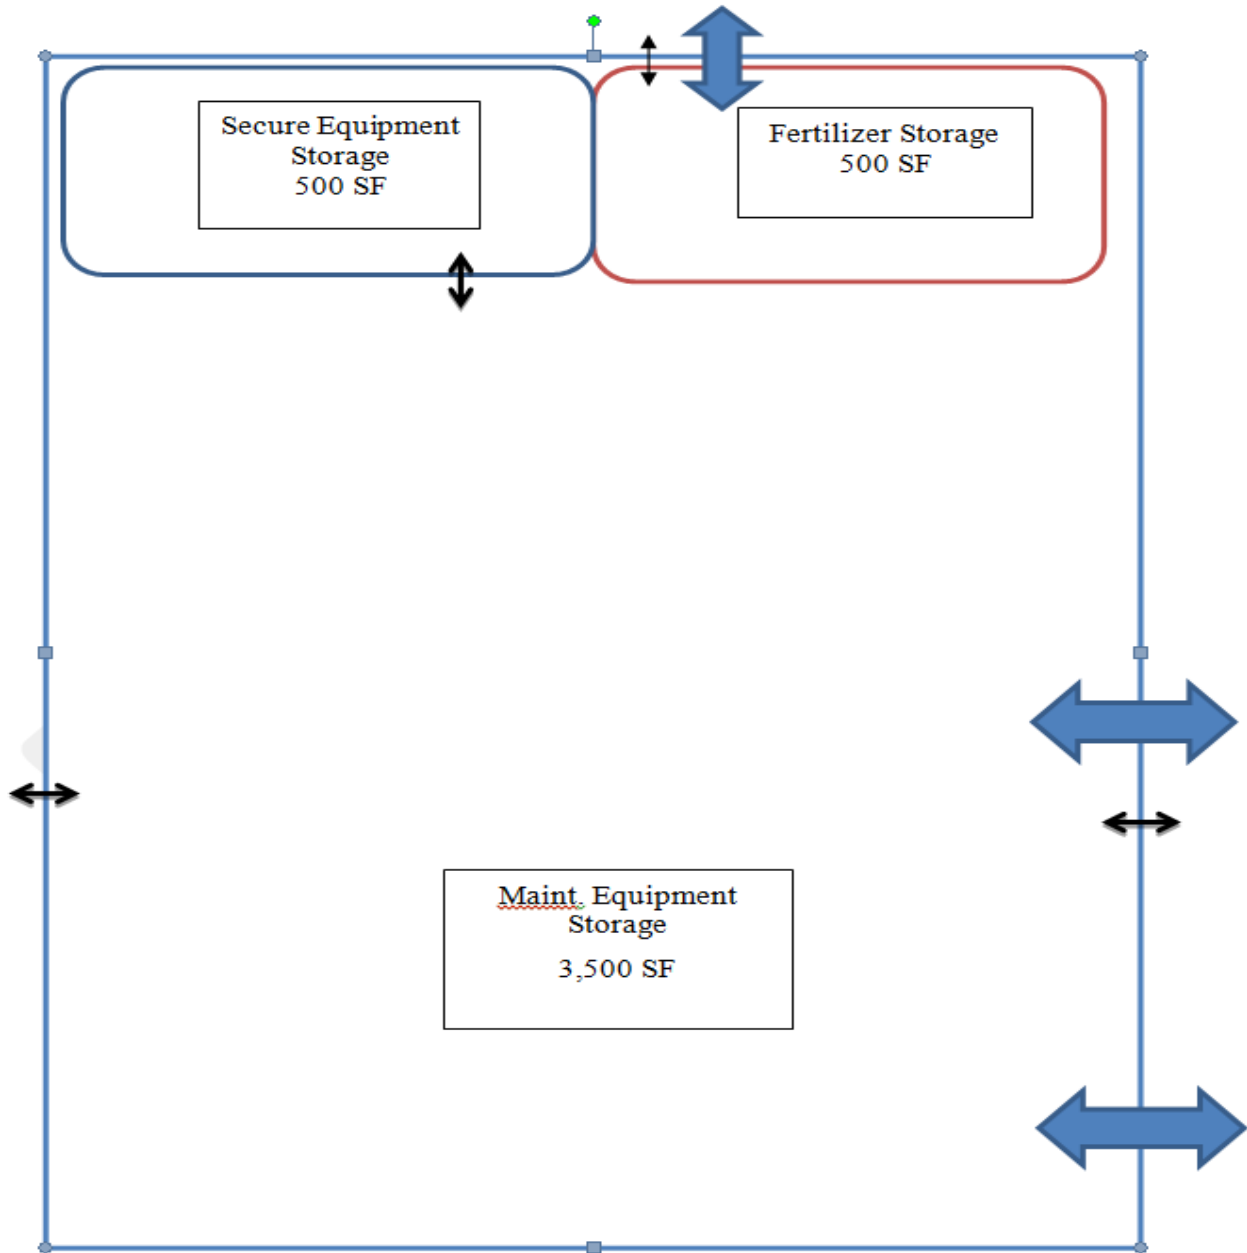 Secure Equipment
Storage
500 SF
Fertilizer Storage
500 SF
Maint. Equipment
Storage
3,500 SF